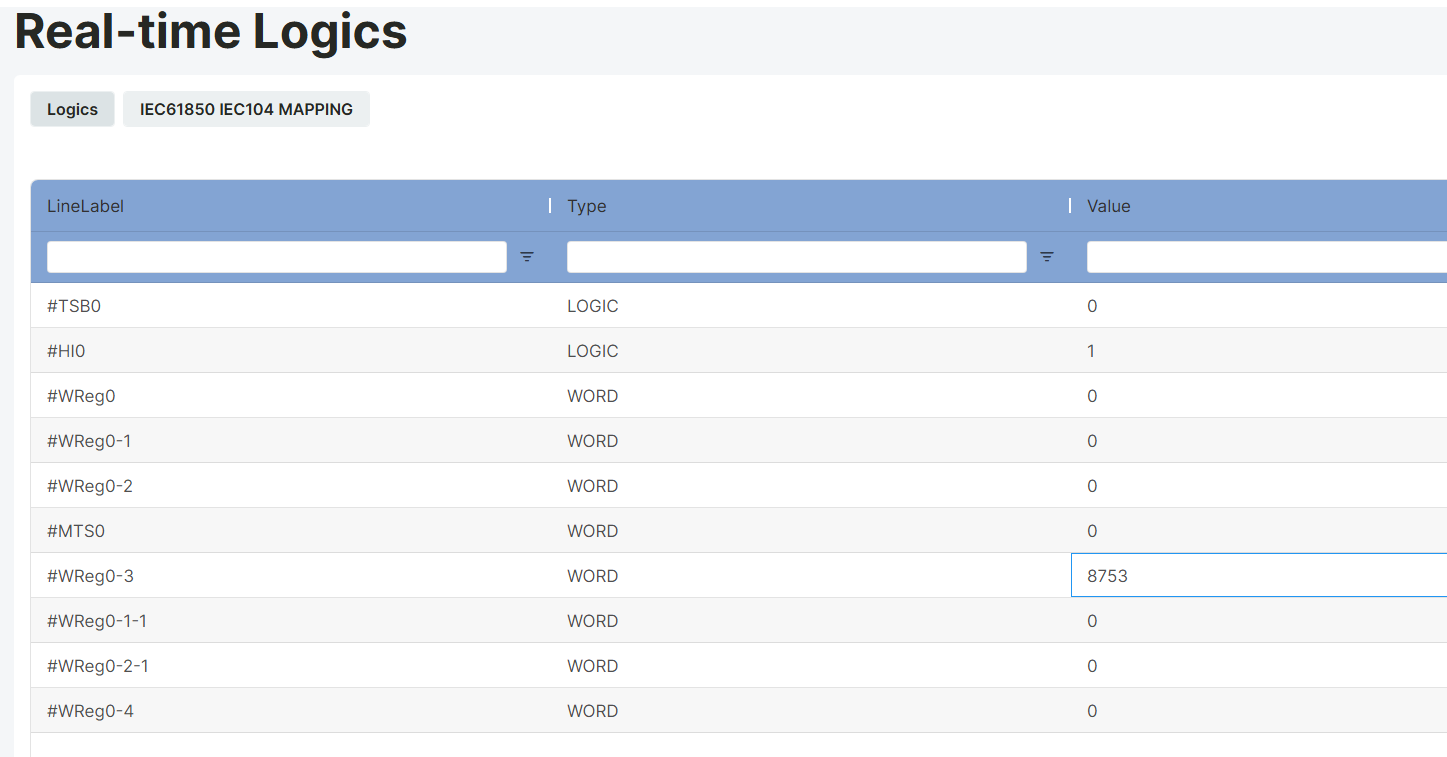 Real-time Logics
Logics IEC61850 IEC104 MAPPING
LineLabel Type Value
#TSB0 LOGIC 0
#HI0 LOGIC 1
#WReg0 WORD 0
#WReg0-1 WORD 0
#WReg0-2 WORD 0
#MTS0 WORD 0
#WReg0-3 WORD 8753
#WReg0-1-1 WORD 0
#WReg0-2-1 WORD 0
#WReg0-4 WORD 0